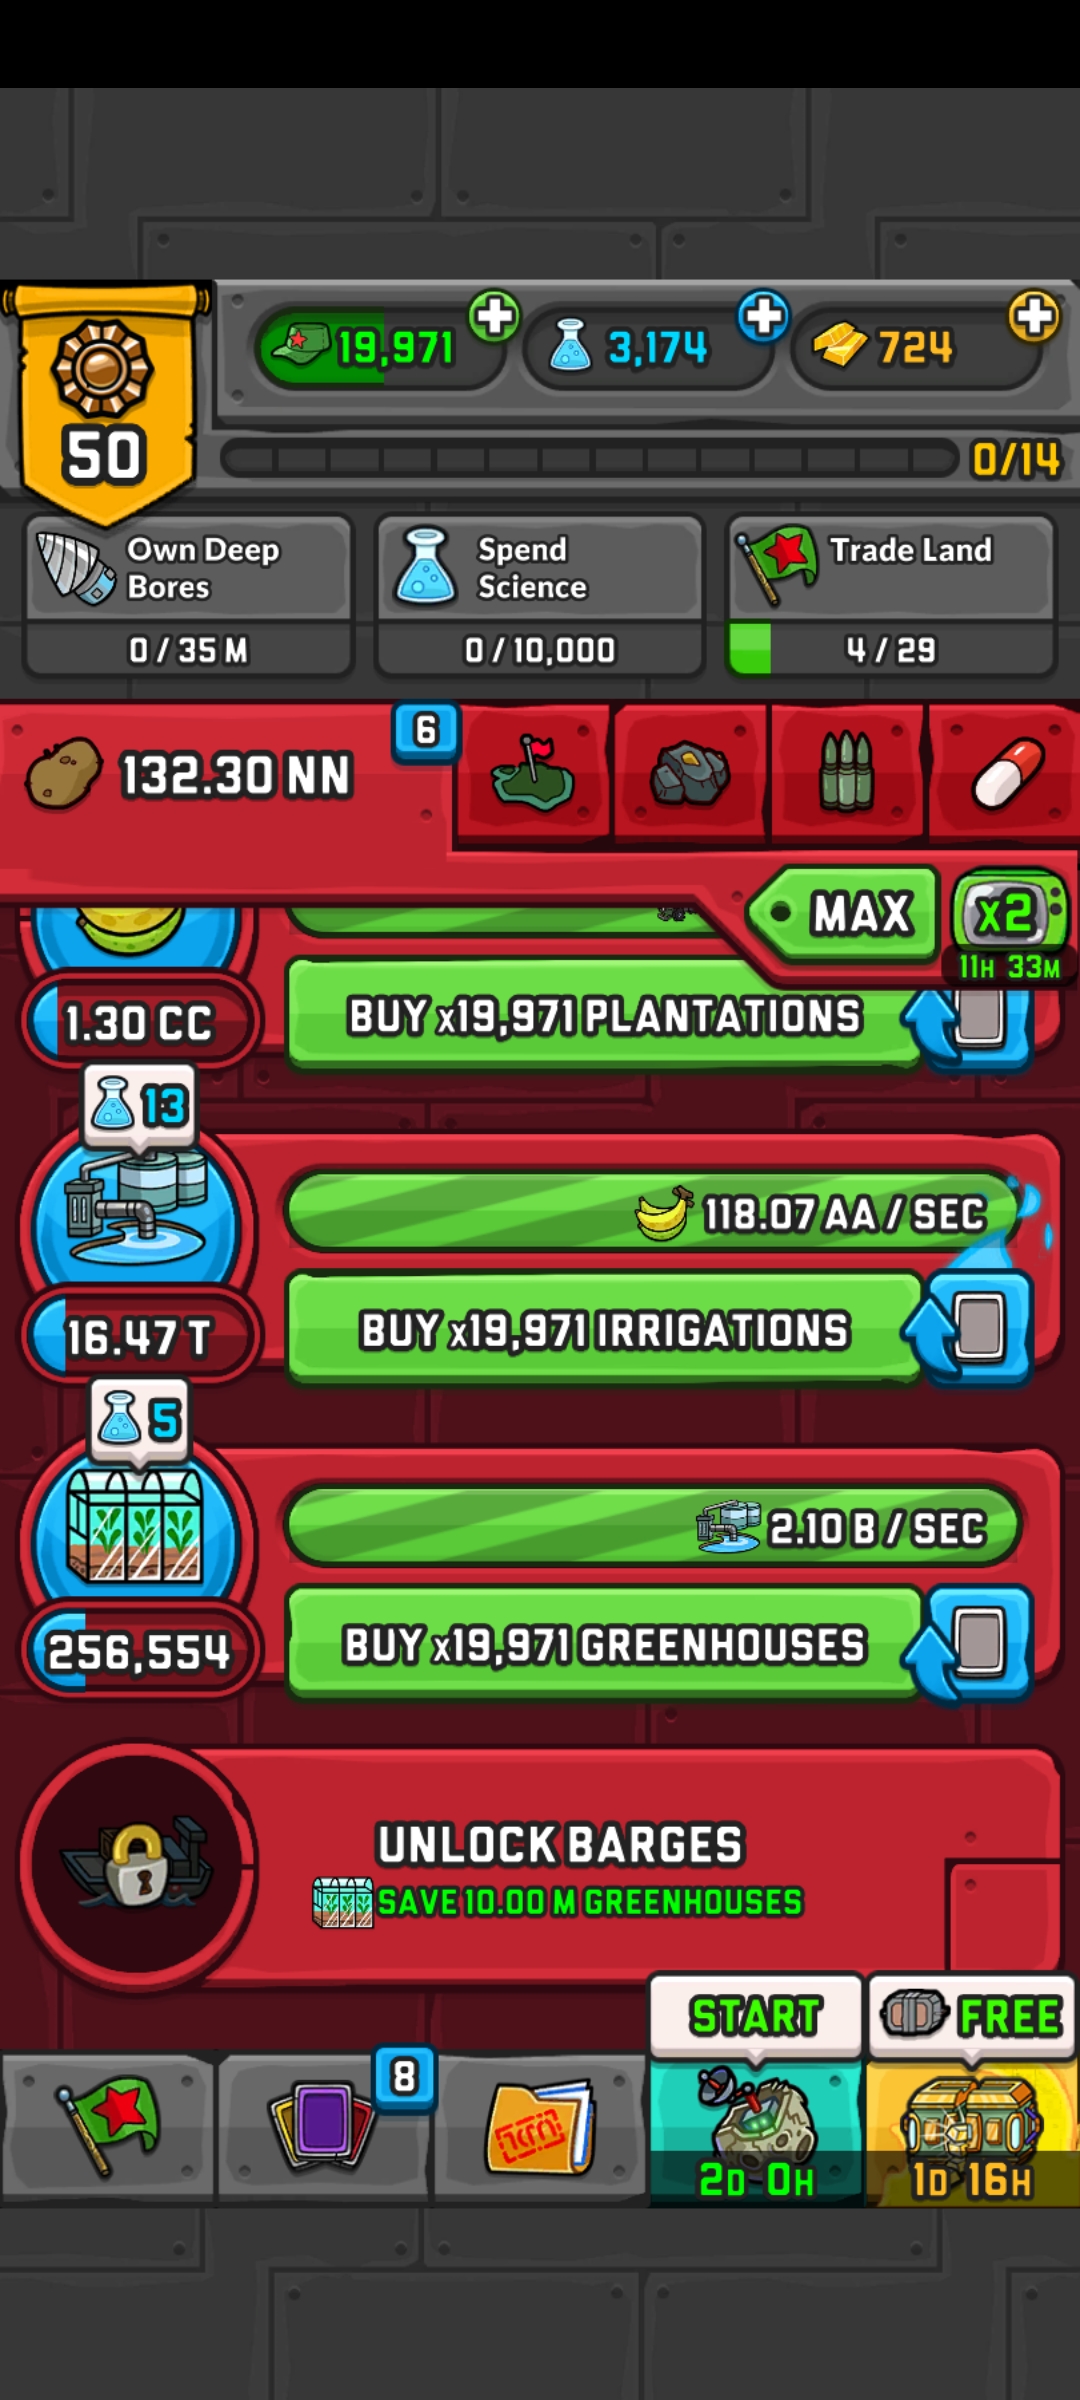 19,971
3,174
724
50
0/14
Own Deep
Bores
0 / 35 M
Spend
Science
0 / 10,000
Trade Land
4 / 29
132.30 NN
6
MAX
x2
11H 33M
1.30 CC
BUY x19,971 PLANTATIONS
13
118.07 AA / SEC
16.47 T
BUY x19,971 IRRIGATIONS
5
2.10 B / SEC
256,554
BUY x19,971 GREENHOUSES
UNLOCK BARGES
SAVE 10.00 M GREENHOUSES
START
FREE
8
2D 0H
1D 16H